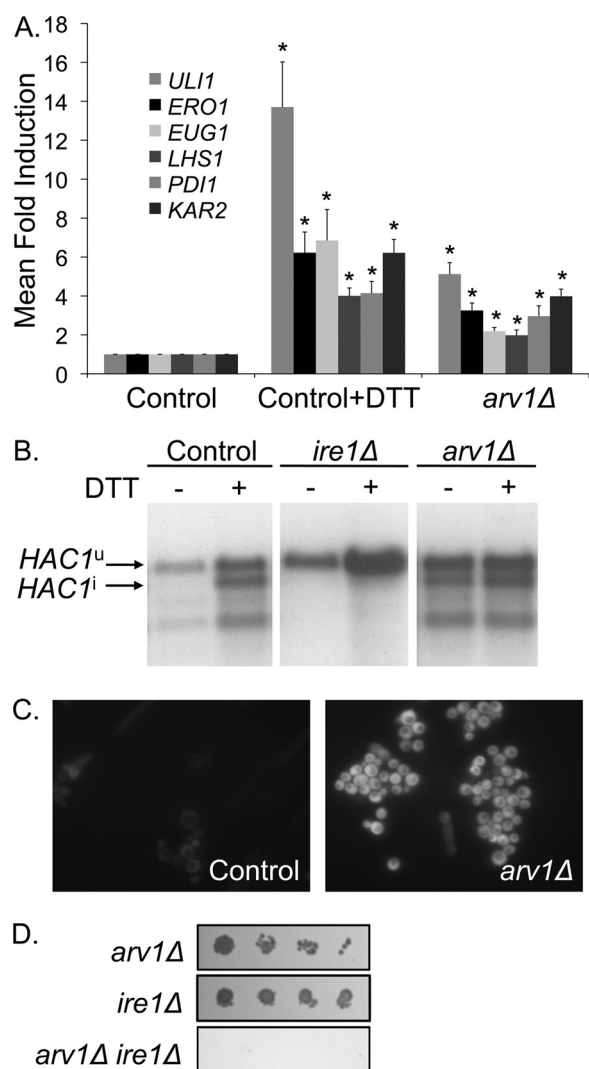 A.
Mean Fold Induction
18
16
14
12
10
8
6
4
2
0
ULI1
ERO1
EUG1
LHS1
PDI1
KAR2
*
* * * * *
* * * * * *
Control Control+DTT arv1Δ
B.
Control ire1Δ arv1Δ
DTT - + - + - +
HAC1ᵘ
HAC1ⁱ
C.
Control arv1Δ
D.
arv1Δ
ire1Δ
arv1Δ ire1Δ